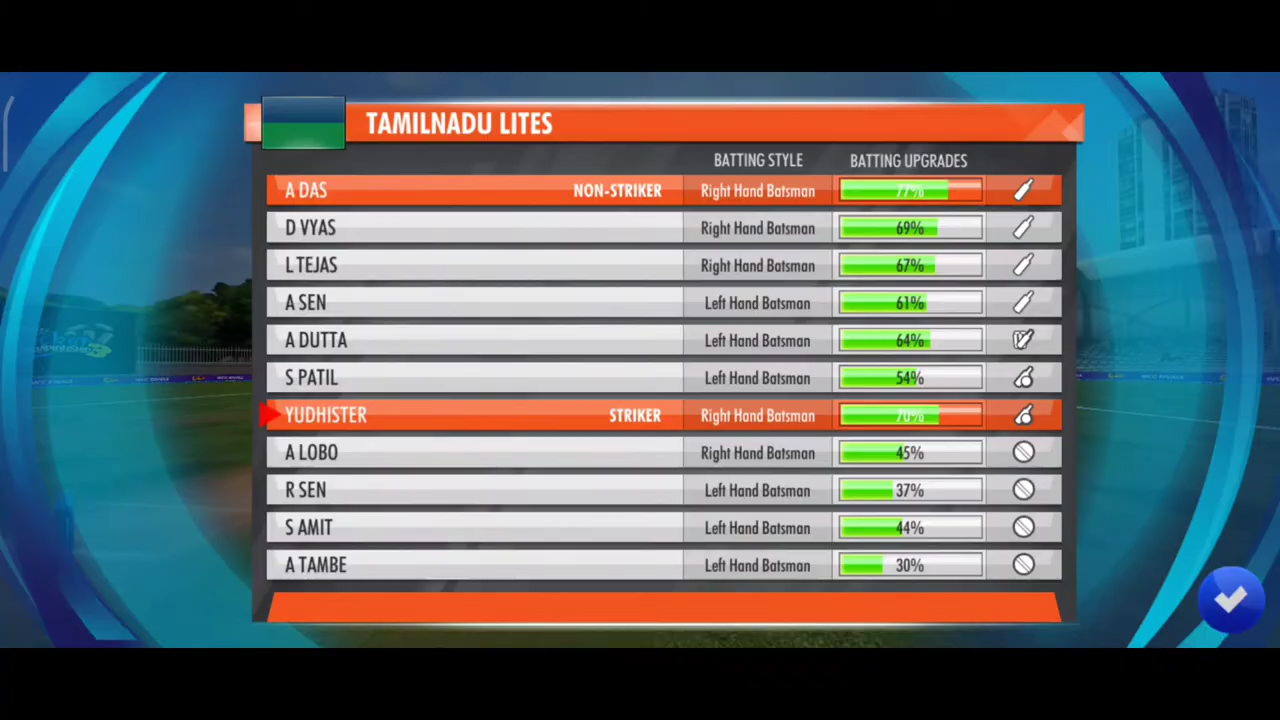 TAMILNADU LITES
BATTING STYLE BATTING UPGRADES
A DAS NON-STRIKER Right Hand Batsman 77%
D VYAS Right Hand Batsman 69%
L TEJAS Right Hand Batsman 67%
A SEN Left Hand Batsman 61%
A DUTTA Left Hand Batsman 64%
S PATIL Left Hand Batsman 54%
YUDHISTER STRIKER Right Hand Batsman 70%
A LOBO Right Hand Batsman 45%
R SEN Left Hand Batsman 37%
S AMIT Left Hand Batsman 44%
A TAMBE Left Hand Batsman 30%